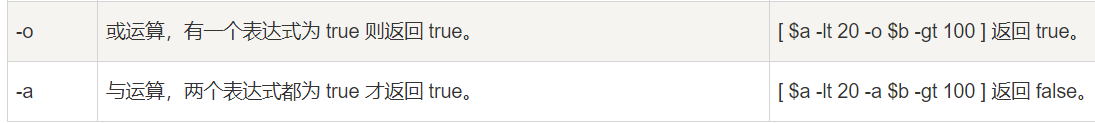 -o 或运算，有一个表达式为 true 则返回 true。 [ $a -lt 20 -o $b -gt 100 ] 返回 true。
-a 与运算，两个表达式都为 true 才返回 true。 [ $a -lt 20 -a $b -gt 100 ] 返回 false。